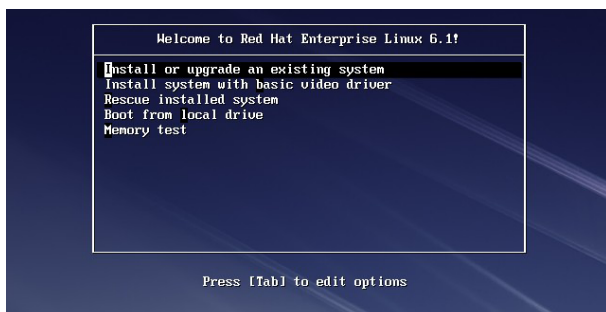 Welcome to Red Hat Enterprise Linux 6.1!
Install or upgrade an existing system
Install system with basic video driver
Rescue installed system
Boot from local drive
Memory test
Press [Tab] to edit options